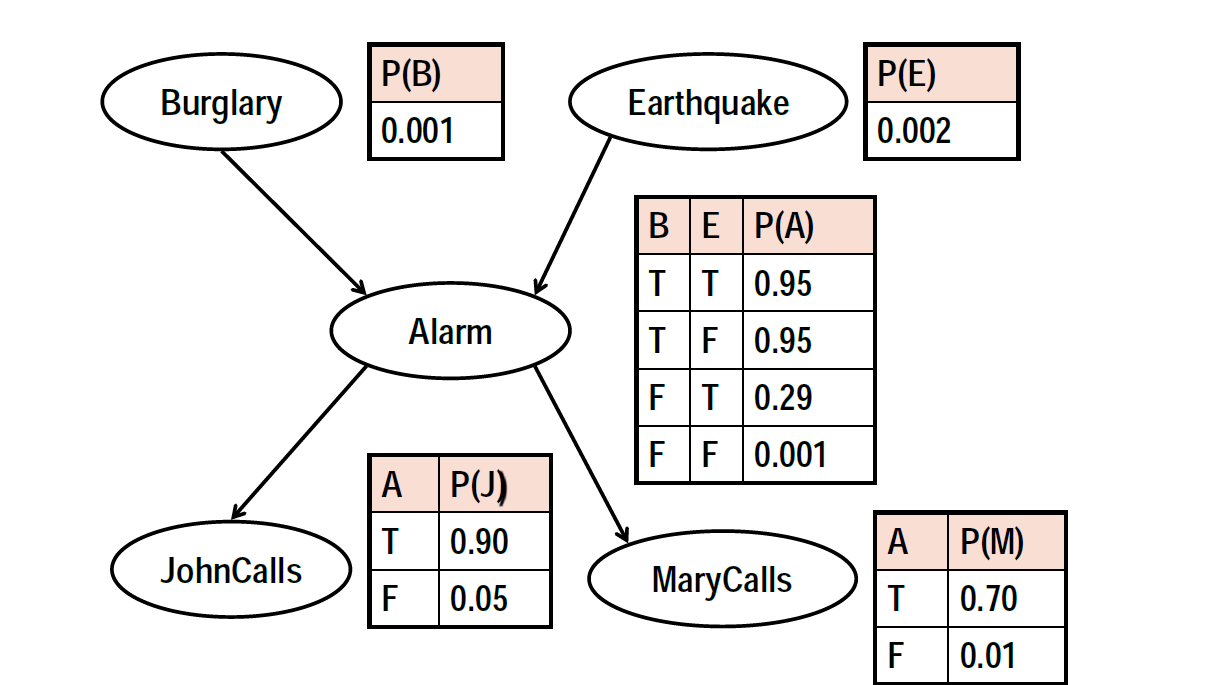 Burglary
P(B)
0.001
Earthquake
P(E)
0.002
B E P(A)
T T 0.95
T F 0.95
F T 0.29
F F 0.001
Alarm
A P(J)
T 0.90
F 0.05
JohnCalls
MaryCalls
A P(M)
T 0.70
F 0.01